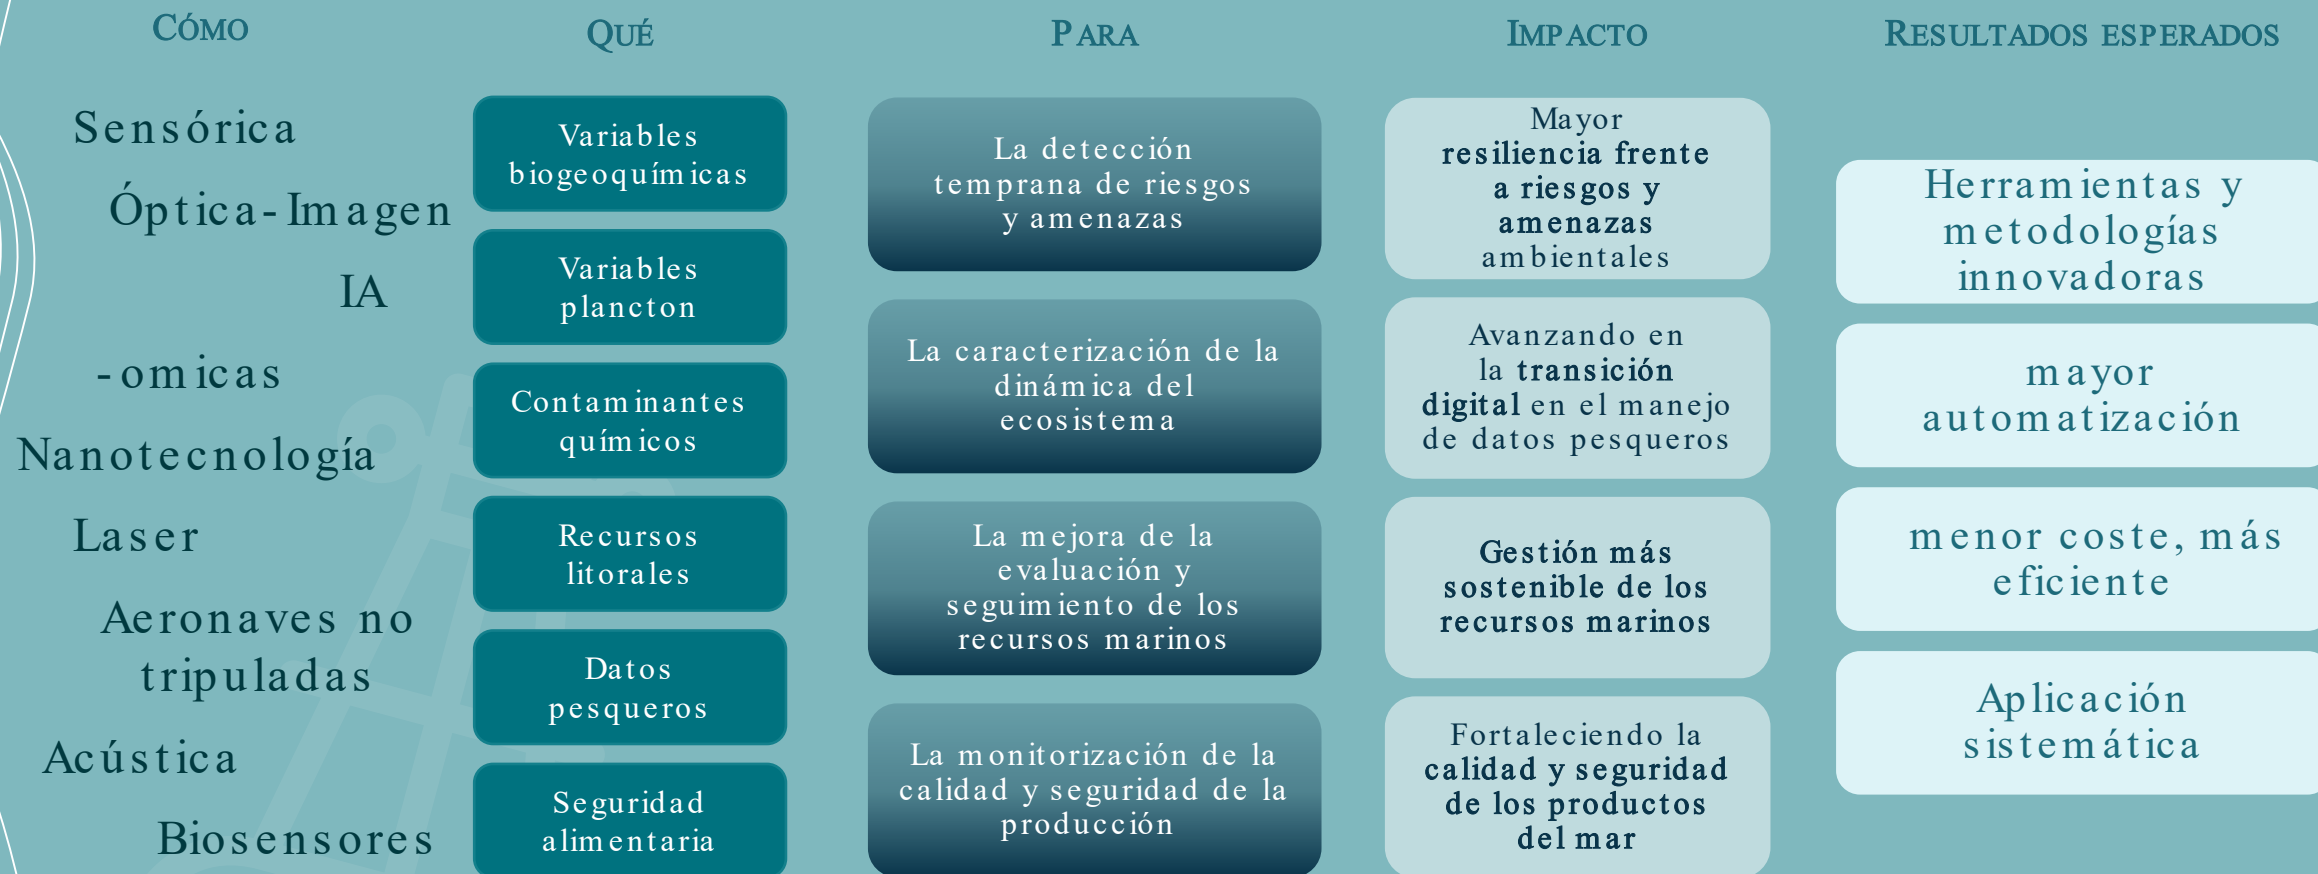 CÓMO
QUÉ
PARA
IMPACTO
RESULTADOS ESPERADOS
Sensórica
Óptica-Imagen
IA
-omicas
Nanotecnología
Laser
Aeronaves no
tripuladas
Acústica
Biosensores
Variables
biogeoquímicas
Variables
plancton
Contaminantes
químicos
Recursos
litorales
Datos
pesqueros
Seguridad
alimentaria
La detección
temprana de riesgos
y amenazas
La caracterización de la
dinámica del
ecosistema
La mejora de la
evaluación y
seguimiento de los
recursos marinos
La monitorización de la
calidad y seguridad de la
producción
Mayor
resiliencia frente
a riesgos y
amenazas
ambientales
Avanzando en
la transición
digital en el manejo
de datos pesqueros
Gestión más
sostenible de los
recursos marinos
Fortaleciendo la
calidad y seguridad
de los productos
del mar
Herramientas y
metodologías
innovadoras
mayor
automatización
menor coste, más
eficiente
Aplicación
sistemática